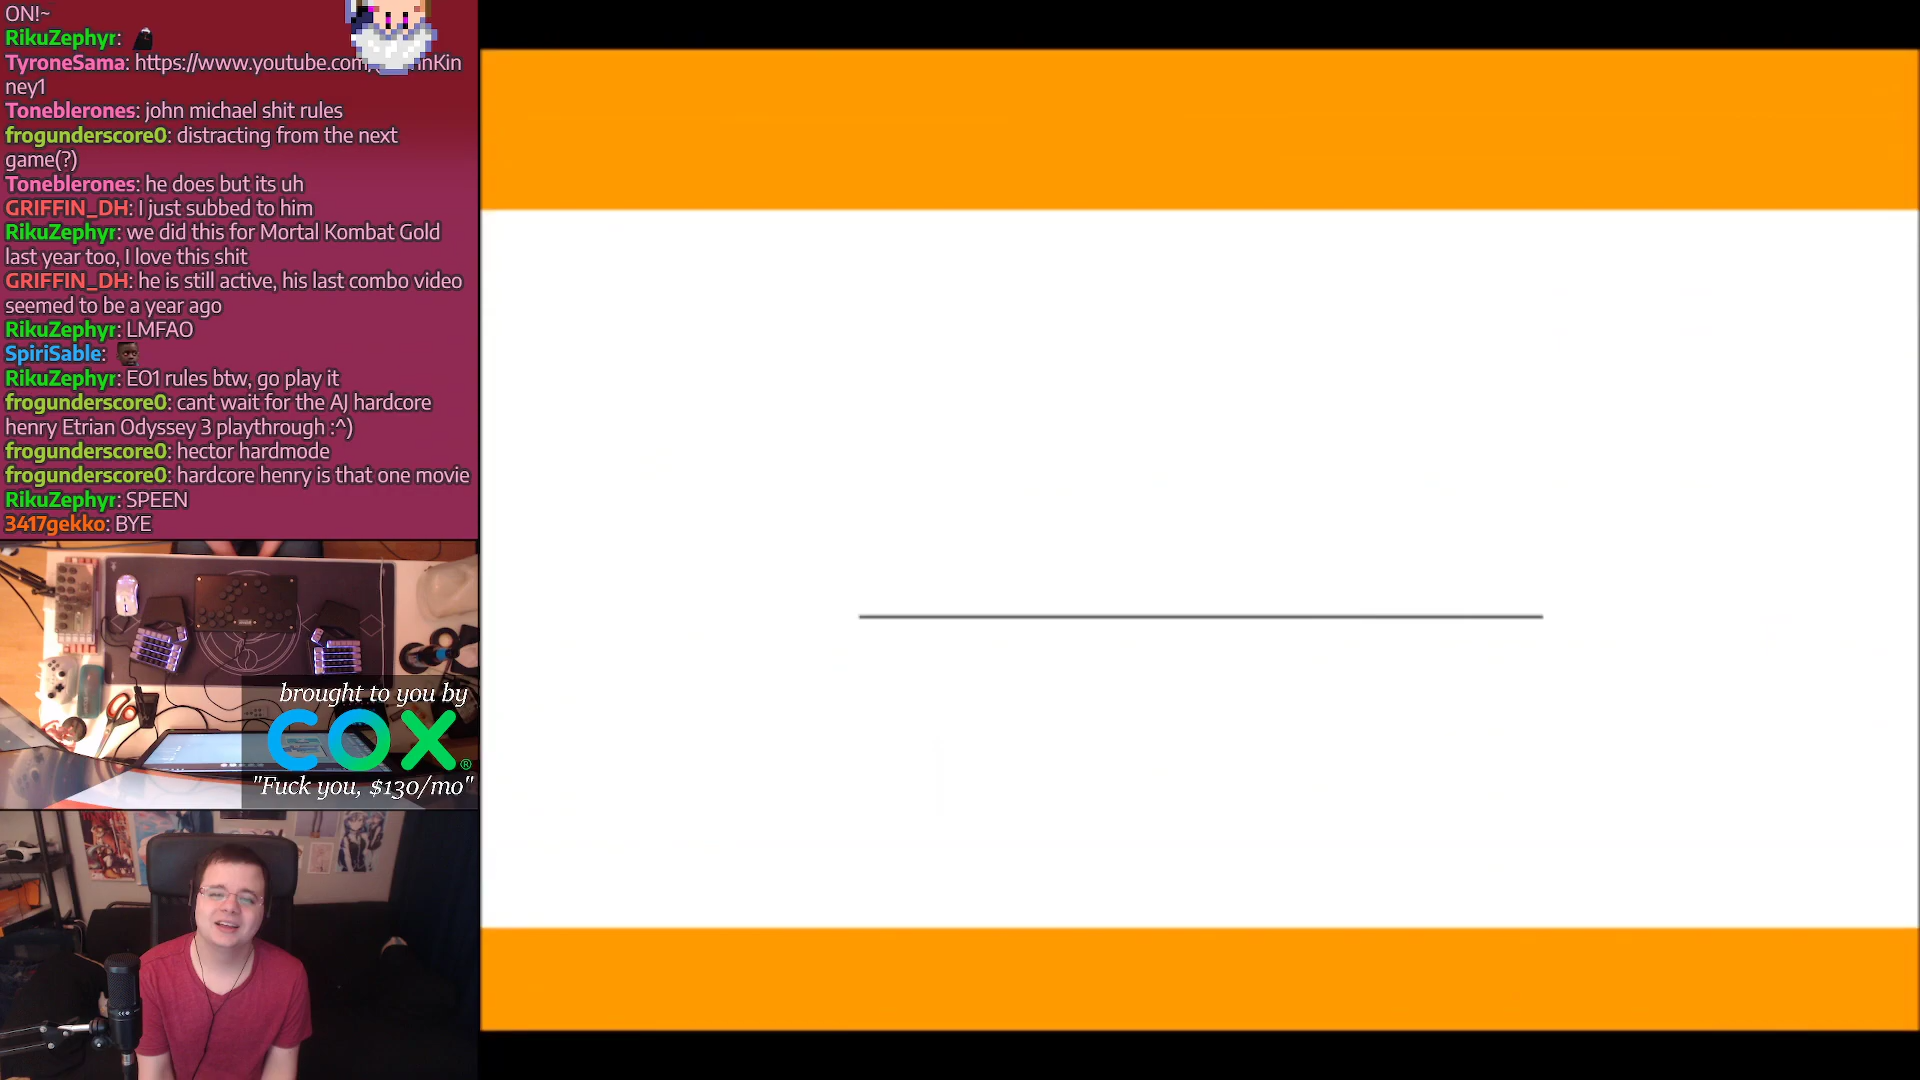 ON!~
RikuZephyr:
TyroneSama: https://www.youtube.com/ nKin
ney1
Toneblerones: john michael shit rules
frogunderscore0: distracting from the next
game(?)
Toneblerones: he does but its uh
GRIFFIN_DH: I just subbed to him
RikuZephyr: we did this for Mortal Kombat Gold
last year too, I love this shit
GRIFFIN_DH: he is still active, his last combo video
seemed to be a year ago
RikuZephyr: LMFAO
SpiriSable:
RikuZephyr: EO1 rules btw, go play it
frogunderscore0: cant wait for the AJ hardcore
henry Etrian Odyssey 3 playthrough :^)
frogunderscore0: hector hardmode
frogunderscore0: hardcore henry is that one movie
RikuZephyr: SPEEN
3417gekko: BYE
brought to you by
COX®
"Fuck you, $130/mo"